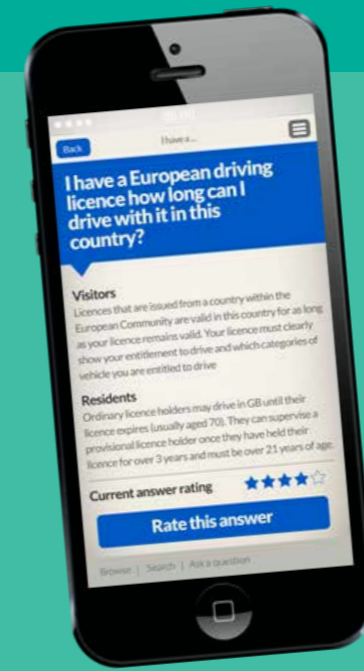 Back
I have a...
I have a European driving
licence how long can I
drive with it in this
country?
Visitors
Licences that are issued from a country within the
European Community are valid in this country for as long
as your licence remains valid. Your licence must clearly
show your entitlement to drive and which categories of
vehicle you are entitled to drive
Residents
Ordinary licence holders may drive in GB until their
licence expires (usually aged 70). They can supervise a
provisional licence holder once they have held their
licence for over 3 years and must be over 21 years of age.
Current answer rating
Rate this answer
Browse | Search | Ask a question